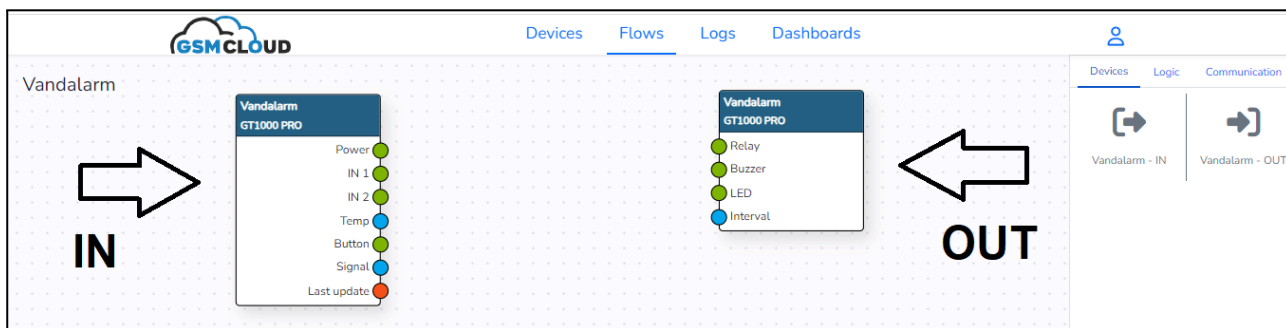 GSMCLOUD
Devices Flows Logs Dashboards
Vandalarm
Devices Logic Communication
Vandalarm
GT1000 PRO
Power
IN 1
IN 2
Temp
Button
Signal
Last update
IN
Vandalarm
GT1000 PRO
Relay
Buzzer
LED
Interval
OUT
Vandalarm - IN
Vandalarm - OUT